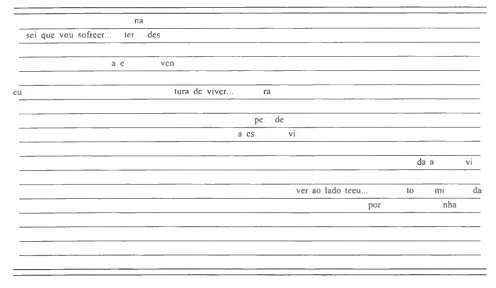 na
sei que vou sofreer... ter des
a e ven
eu tura de viver... ra
pe de
a es vi
da a vi
ver ao lado teeu... to mi da
por nha